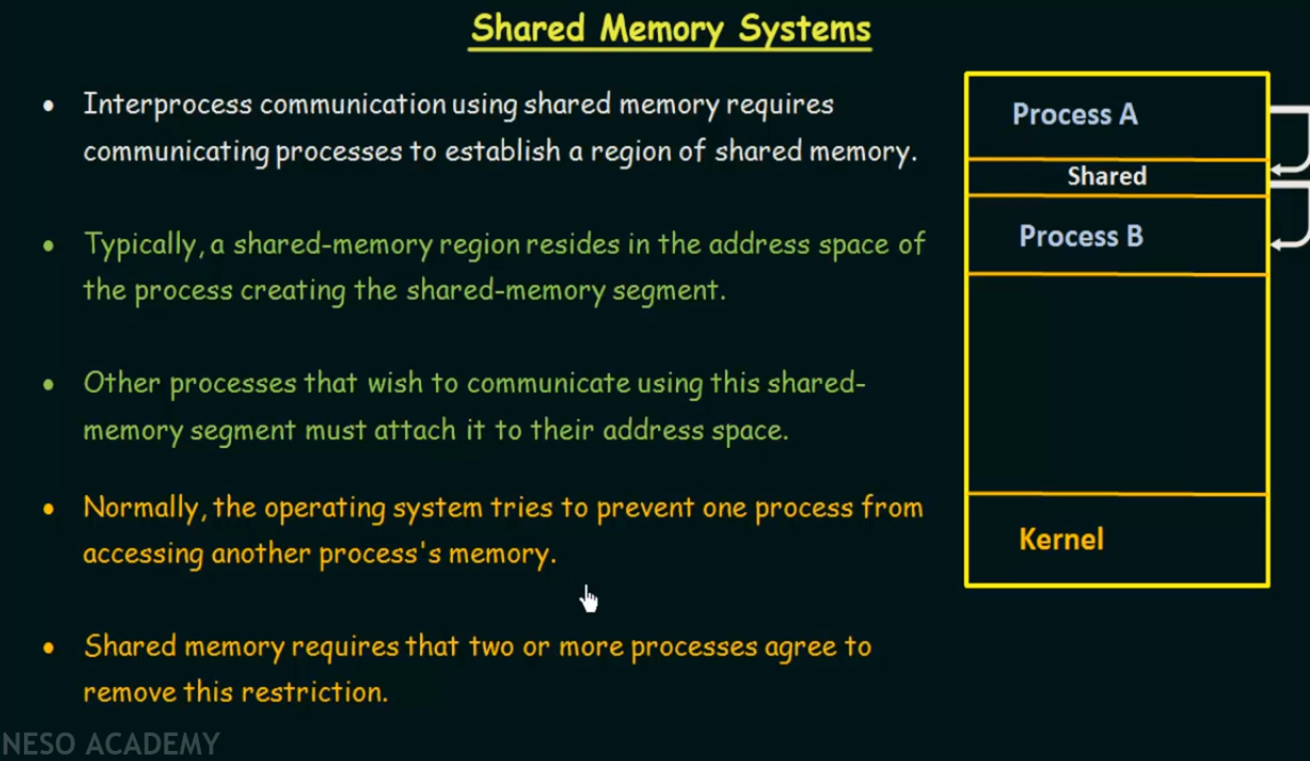 Shared Memory Systems
• Interprocess communication using shared memory requires
communicating processes to establish a region of shared memory.
• Typically, a shared-memory region resides in the address space of
the process creating the shared-memory segment.
• Other processes that wish to communicate using this shared-
memory segment must attach it to their address space.
• Normally, the operating system tries to prevent one process from
accessing another process's memory.
• Shared memory requires that two or more processes agree to
remove this restriction.
Process A
Shared
Process B
Kernel
NESO ACADEMY